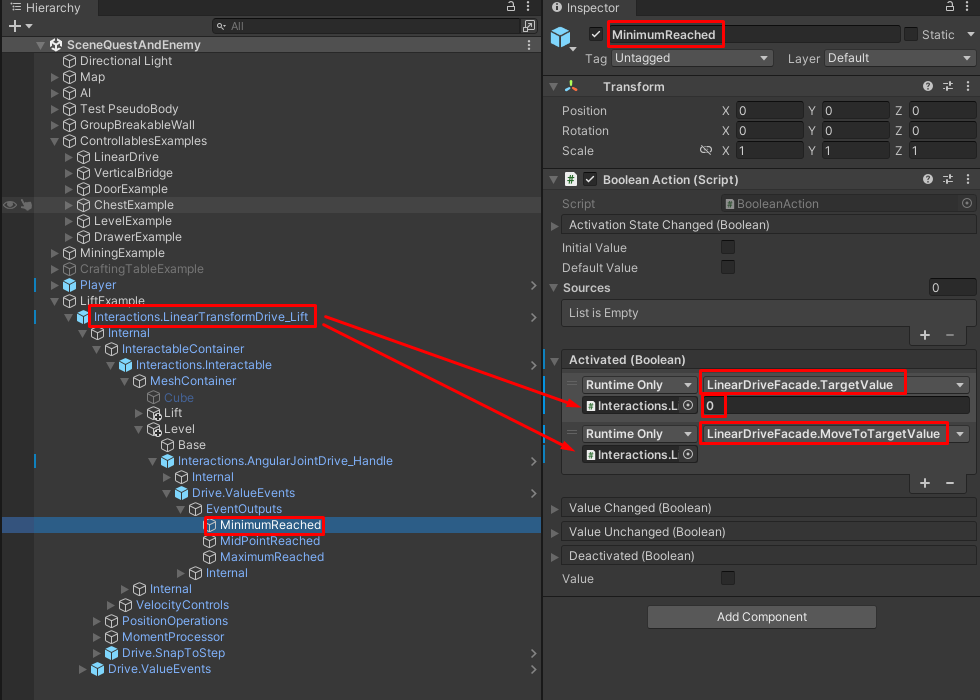 Hierarchy
All
SceneQuestAndEnemy
Directional Light
Map
AI
Test PseudoBody
GroupBreakableWall
ControllablesExamples
LinearDrive
VerticalBridge
DoorExample
ChestExample
LevelExample
DrawerExample
MiningExample
CraftingTableExample
Player
LiftExample
Interactions.LinearTransformDrive_Lift
Internal
InteractableContainer
Interactions.Interactable
MeshContainer
Cube
Lift
Level
Base
Interactions.AngularJointDrive_Handle
Internal
Drive.ValueEvents
EventOutputs
MinimumReached
MidPointReached
MaximumReached
Internal
Internal
VelocityControls
PositionOperations
MomentProcessor
Drive.SnapToStep
Drive.ValueEvents
Inspector
MinimumReached Static
Tag Untagged Layer Default
Transform
Position X 0 Y 0 Z 0
Rotation X 0 Y 0 Z 0
Scale X 1 Y 1 Z 1
# Boolean Action (Script)
Script # BooleanAction
Activation State Changed (Boolean)
Initial Value
Default Value
Sources 0
List is Empty
+ −
Activated (Boolean)
Runtime Only LinearDriveFacade.TargetValue
# Interactions.L 0
Runtime Only LinearDriveFacade.MoveToTargetValue
# Interactions.L
+ −
Value Changed (Boolean)
Value Unchanged (Boolean)
Deactivated (Boolean)
Value
Add Component